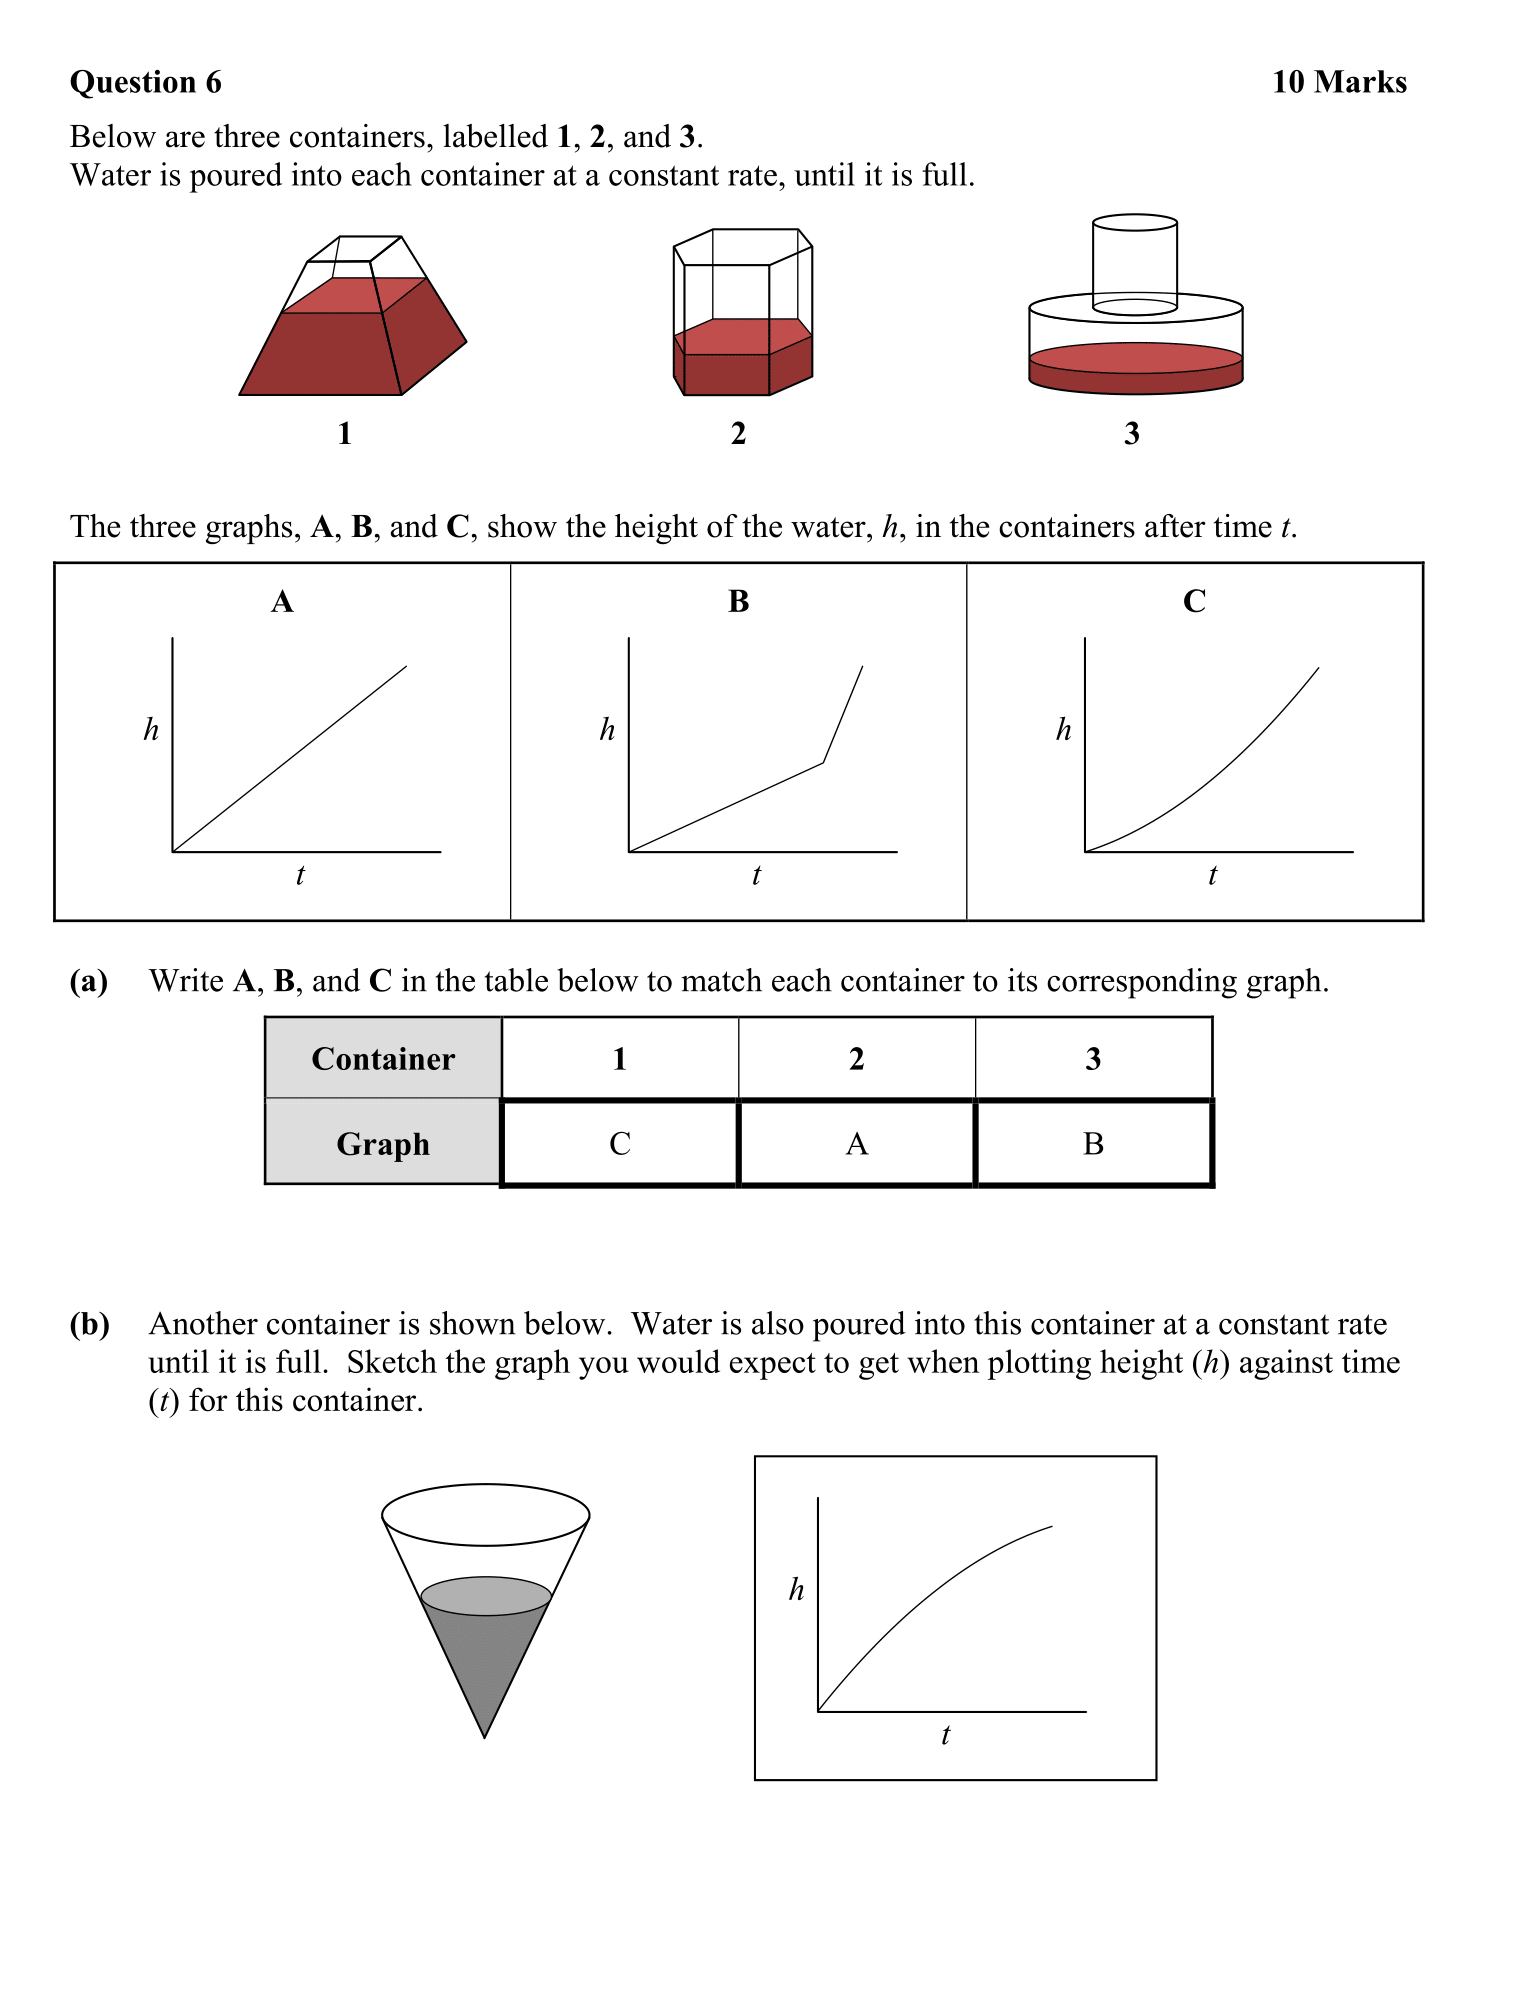 Question 6 10 Marks
Below are three containers, labelled 1, 2, and 3.
Water is poured into each container at a constant rate, until it is full.
1 2 3
The three graphs, A, B, and C, show the height of the water, h, in the containers after time t.
A B C
h h h
t t t
(a) Write A, B, and C in the table below to match each container to its corresponding graph.
Container 1 2 3
Graph C A B
(b) Another container is shown below. Water is also poured into this container at a constant rate
until it is full. Sketch the graph you would expect to get when plotting height (h) against time
(t) for this container.
h
t